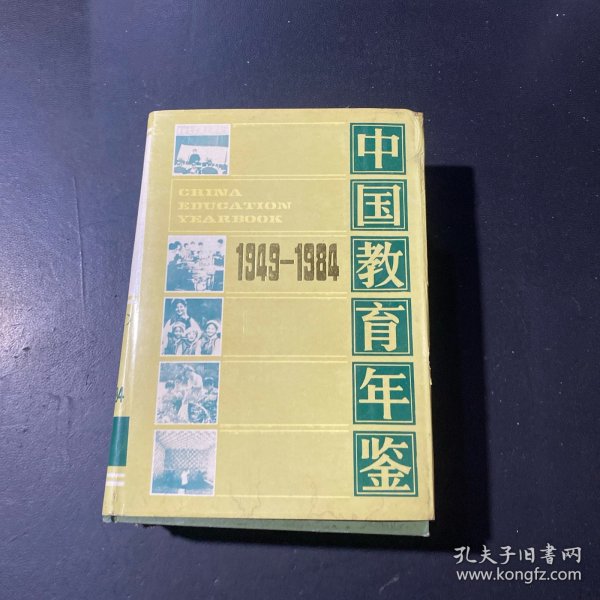 中国教育年鉴
CHINA
EDUCATION
YEARBOOK
1949-1984
84
孔夫子旧书网
www.kongfz.com